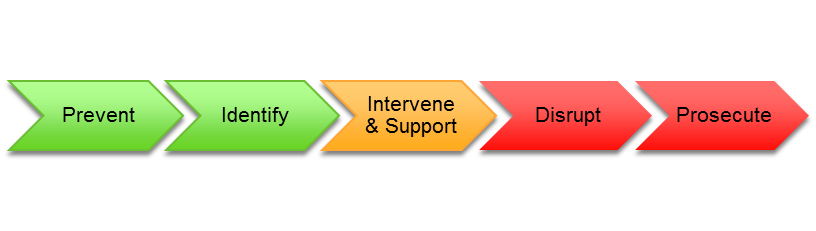 Prevent
Identify
Intervene
& Support
Disrupt
Prosecute